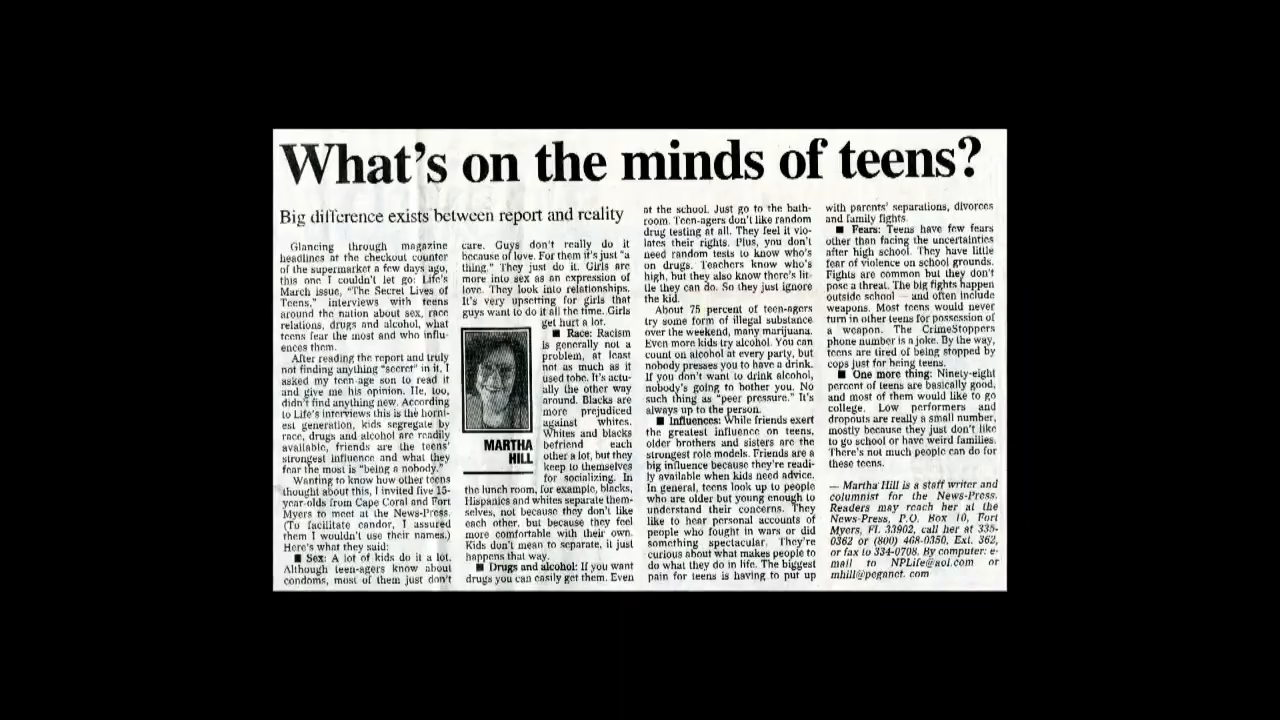 What's on the minds of teens?
Big difference exists between report and reality
Glancing through magazine
headlines at the checkout counter
of the supermarket a few days ago,
this one I couldn't let go: Life's
March issue, "The Secret Lives of
Teens," interviews with teens
around the nation about sex, race
relations, drugs and alcohol, what
teens fear the most and who influ-
ences them.
After reading the report and truly
not finding anything "secret" in it, I
asked my teen-age son to read it
and give me his opinion. He, too,
didn't find anything new. According
to Life's interviews this is the horni-
est generation, kids segregate by
race, drugs and alcohol are readily
available, friends are the teens'
strongest influence and what they
fear the most is "being a nobody."
Wanting to know how other teens
thought about this, I invited five 15-
year-olds from Cape Coral and Fort
Myers to meet at the News-Press.
(To facilitate candor, I assured
them I wouldn't use their names.)
Here's what they said:
■ Sex: A lot of kids do it a lot.
Although teen-agers know about
condoms, most of them just don't
care. Guys don't really do it
because of love. For them it's just "a
thing." They just do it. Girls are
more into sex as an expression of
love. They look into relationships.
It's very upsetting for girls that
guys want to do it all the time. Girls
get hurt a lot.
■ Race: Racism
is generally not a
problem, at least
not as much as it
used to be. It's actu-
ally the other way
around. Blacks are
more prejudiced
against whites.
Whites and blacks
befriend each
other a lot, but they
keep to themselves
for socializing. In
MARTHA
HILL
the lunch room, for example, blacks,
Hispanics and whites separate them-
selves, not because they don't like
each other, but because they feel
more comfortable with their own.
Kids don't mean to separate, it just
happens that way.
■ Drugs and alcohol: If you want
drugs you can easily get them. Even
at the school. Just go to the bath-
room. Teen-agers don't like random
drug testing at all. They feel it vio-
lates their rights. Plus, you don't
need random tests to know who's
on drugs. Teachers know who's
high, but they also know there's lit-
tle they can do. So they just ignore
the kid.
About 75 percent of teen-agers
try some form of illegal substance
over the weekend, many marijuana.
Even more kids try alcohol. You can
count on alcohol at every party, but
nobody presses you to have a drink.
If you don't want to drink alcohol,
nobody's going to bother you. No
such thing as "peer pressure." It's
always up to the person.
■ Influences: While friends exert
the greatest influence on teens,
older brothers and sisters are the
strongest role models. Friends are a
big influence because they're readi-
ly available when kids need advice.
In general, teens look up to people
who are older but young enough to
understand their concerns. They
like to hear personal accounts of
people who fought in wars or did
something spectacular. They're
curious about what makes people to
do what they do in life. The biggest
pain for teens is having to put up
with parents' separations, divorces
and family fights.
■ Fears: Teens have few fears
other than facing the uncertainties
after high school. They have little
fear of violence on school grounds.
Fights are common but they don't
pose a threat. The big fights happen
outside school — and often include
weapons. Most teens would never
turn in other teens for possession of
a weapon. The CrimeStoppers
phone number is a joke. By the way,
teens are tired of being stopped by
cops just for being teens.
■ One more thing: Ninety-eight
percent of teens are basically good,
and most of them would like to go
college. Low performers and
dropouts are really a small number,
mostly because they just don't like
to go school or have weird families.
There's not much people can do for
these teens.
— Martha Hill is a staff writer and
columnist for the News-Press.
Readers may reach her at the
News-Press, P.O. Box 10, Fort
Myers, Fl. 33902, call her at 335-
0362 or (800) 468-0350, Ext. 362,
or fax to 334-0708. By computer: e-
mail to NPLife@aol.com or
mhill@peganet. com